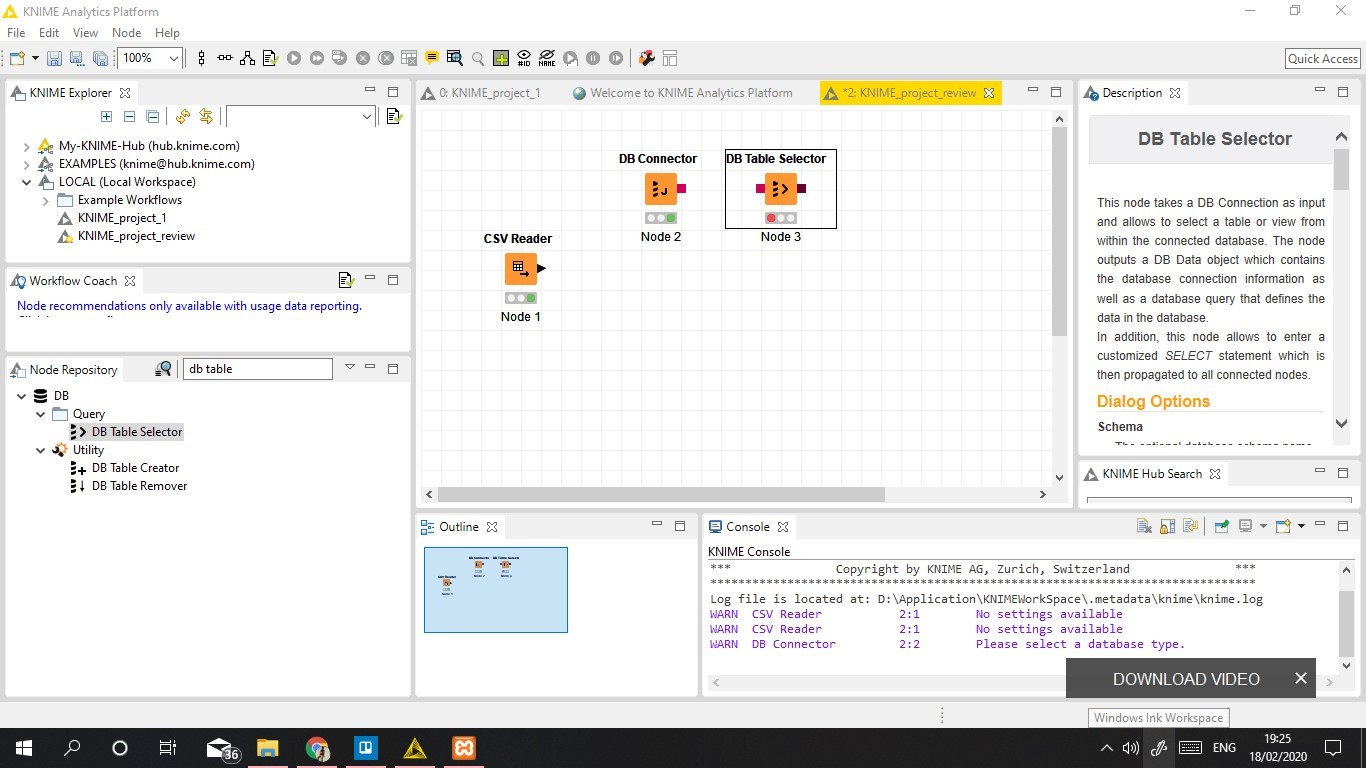 KNIME Analytics Platform
File Edit View Node Help
100%
Quick Access
KNIME Explorer
My-KNIME-Hub (hub.knime.com)
EXAMPLES (knime@hub.knime.com)
LOCAL (Local Workspace)
Example Workflows
KNIME_project_1
KNIME_project_review
Workflow Coach
Node recommendations only available with usage data reporting.
Node Repository
db table
DB
Query
DB Table Selector
Utility
DB Table Creator
DB Table Remover
0: KNIME_project_1
Welcome to KNIME Analytics Platform
*2: KNIME_project_review
DB Connector
Node 2
DB Table Selector
Node 3
CSV Reader
Node 1
Description
DB Table Selector
This node takes a DB Connection as input
and allows to select a table or view from
within the connected database. The node
outputs a DB Data object which contains
the database connection information as
well as a database query that defines the
data in the database.
In addition, this node allows to enter a
customized SELECT statement which is
then propagated to all connected nodes.
Dialog Options
Schema
The optional database schema name
KNIME Hub Search
Outline
Console
KNIME Console
*** Copyright by KNIME AG, Zurich, Switzerland ***
Log file is located at: D:\Application\KNIMEWorkSpace\.metadata\knime\knime.log
WARN CSV Reader 2:1 No settings available
WARN CSV Reader 2:1 No settings available
WARN DB Connector 2:2 Please select a database type.
DOWNLOAD VIDEO
Windows Ink Workspace
36
ENG
19:25
18/02/2020